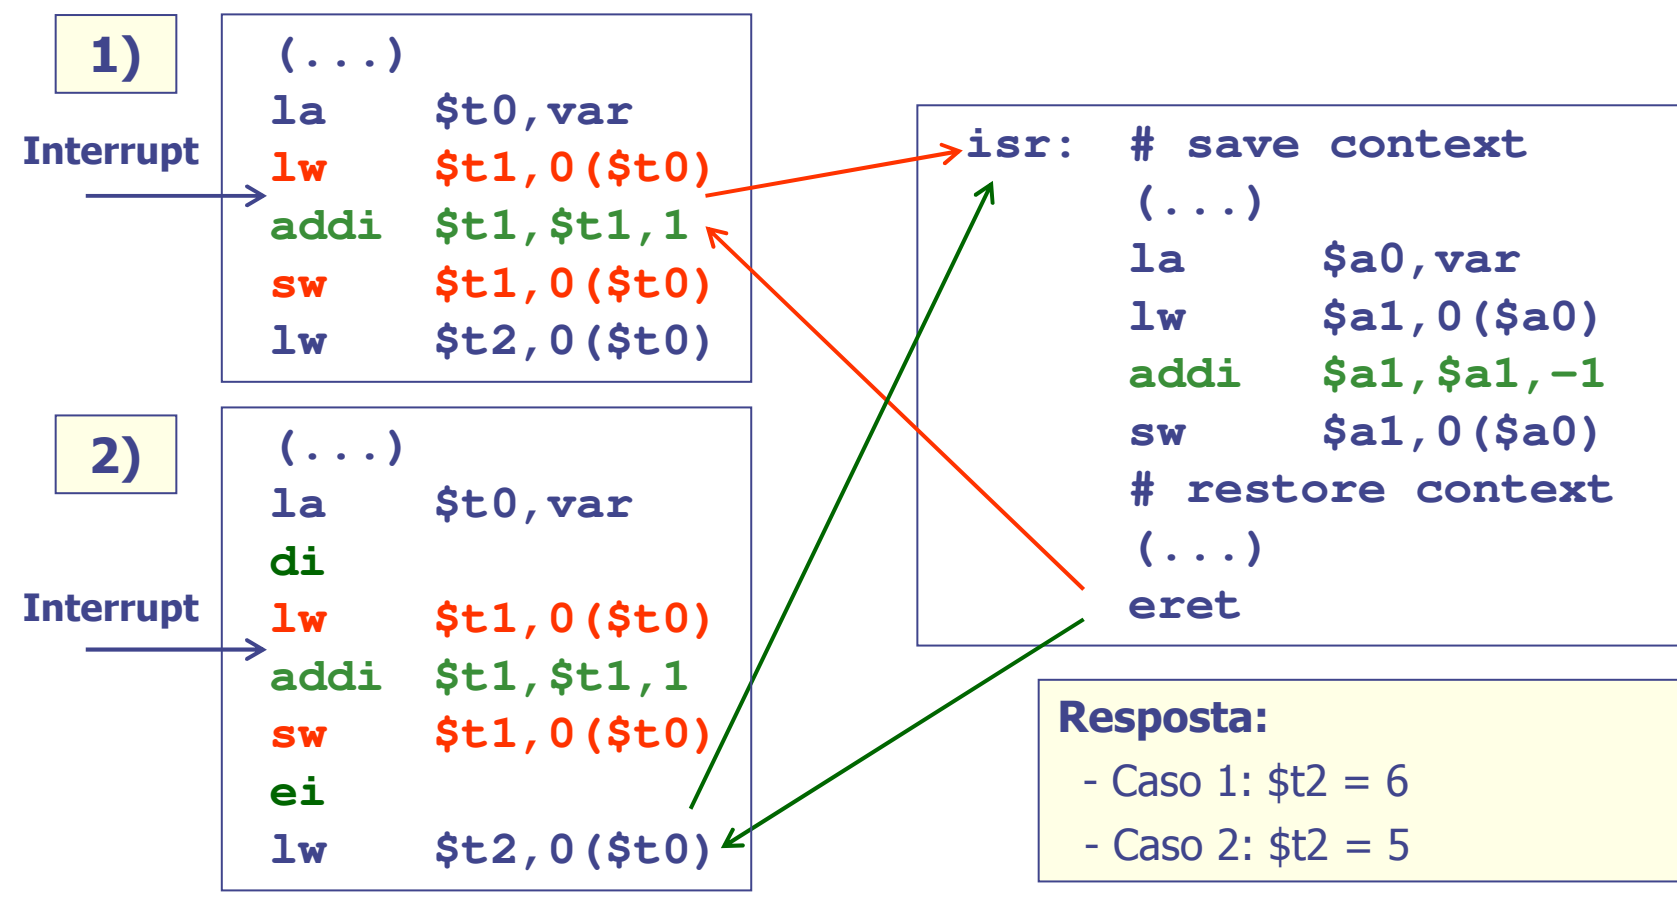 1)
(...)
la $t0,var
Interrupt
lw $t1,0($t0)
addi $t1,$t1,1
sw $t1,0($t0)
lw $t2,0($t0)
2)
(...)
la $t0,var
di
Interrupt
lw $t1,0($t0)
addi $t1,$t1,1
sw $t1,0($t0)
ei
lw $t2,0($t0)
isr: # save context
(...)
la $a0,var
lw $a1,0($a0)
addi $a1,$a1,-1
sw $a1,0($a0)
# restore context
(...)
eret
Resposta:
- Caso 1: $t2 = 6
- Caso 2: $t2 = 5